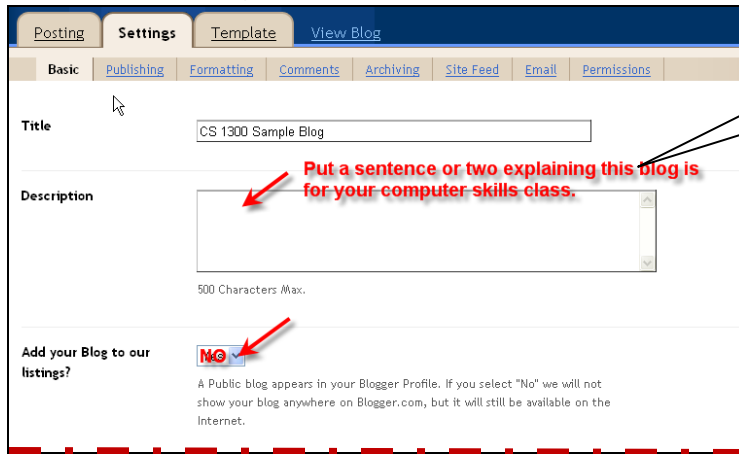 Posting Settings Template View Blog
Basic Publishing Formatting Comments Archiving Site Feed Email Permissions
Title
CS 1300 Sample Blog
Put a sentence or two explaining this blog is
for your computer skills class.
Description
500 Characters Max.
Add your Blog to our
listings?
NO
A Public blog appears in your Blogger Profile. If you select "No" we will not
show your blog anywhere on Blogger.com, but it will still be available on the
Internet.